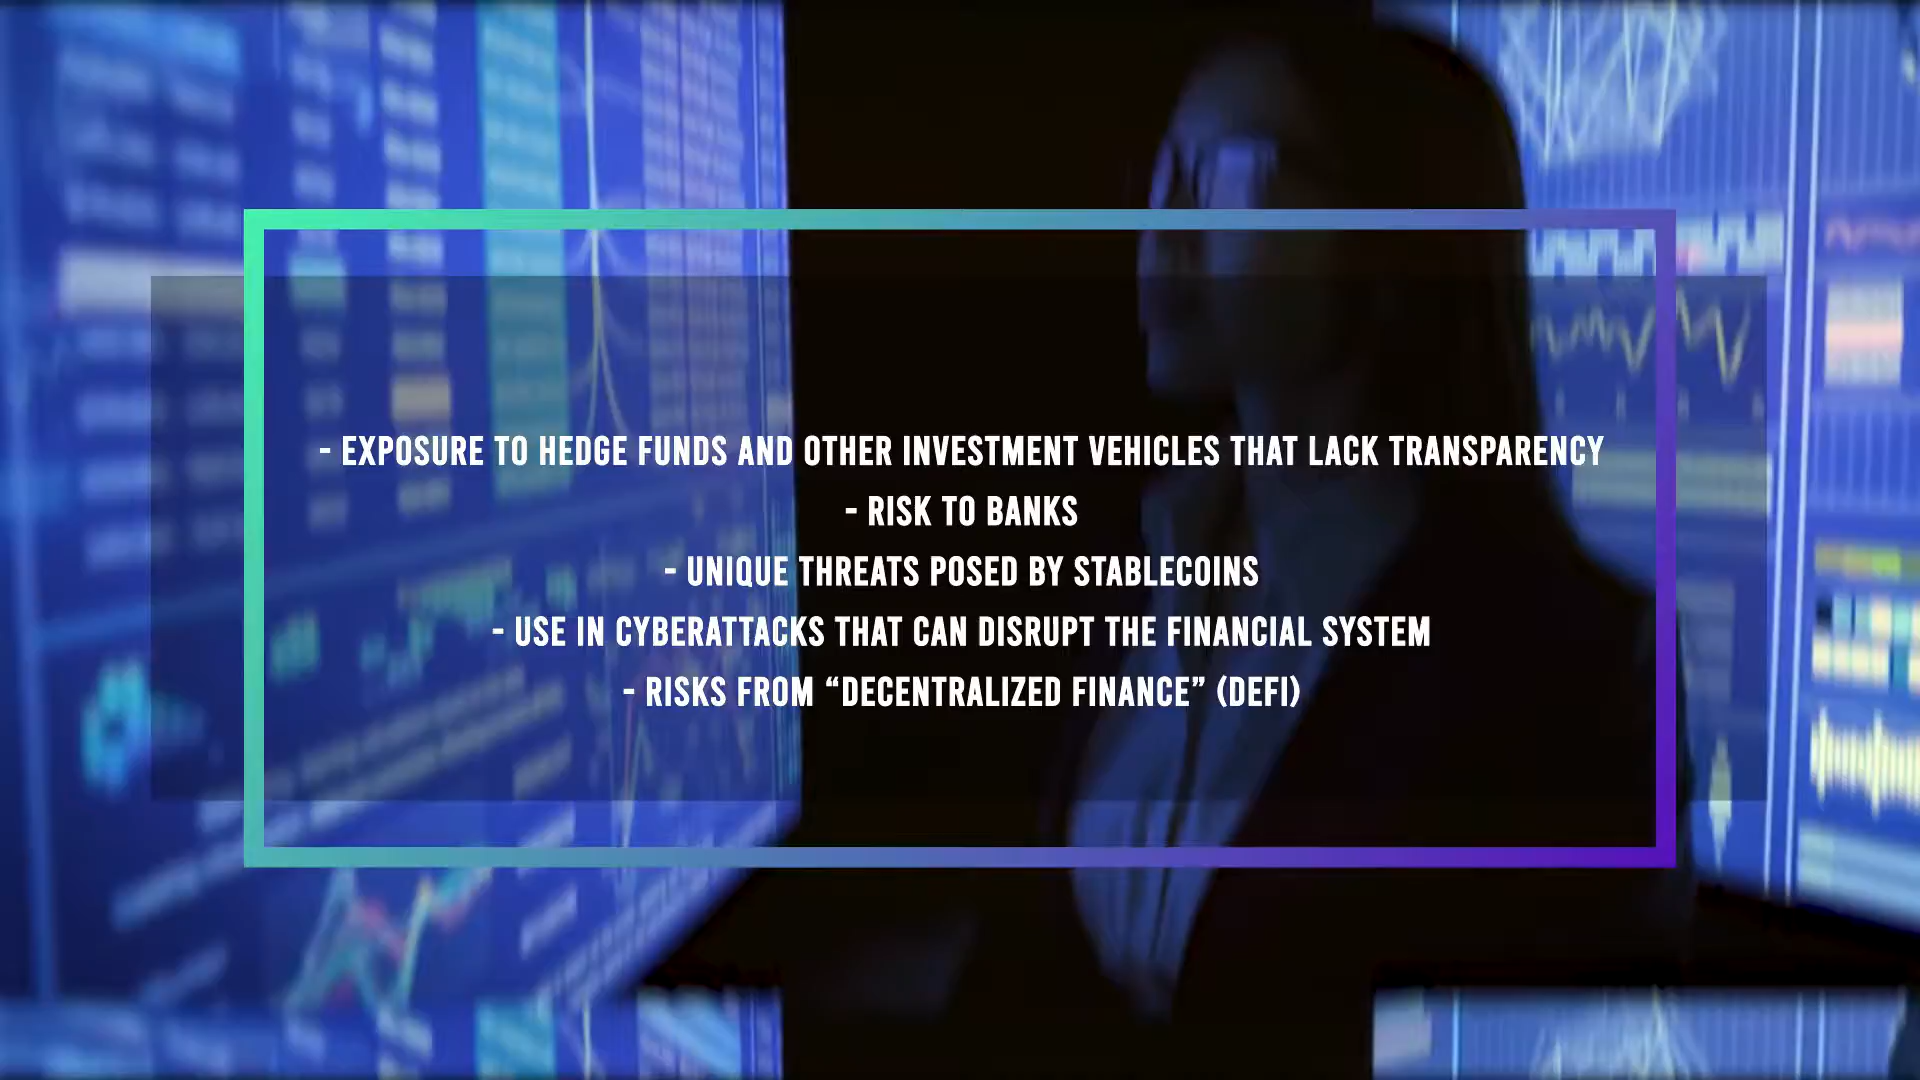 - EXPOSURE TO HEDGE FUNDS AND OTHER INVESTMENT VEHICLES THAT LACK TRANSPARENCY
- RISK TO BANKS
- UNIQUE THREATS POSED BY STABLECOINS
- USE IN CYBERATTACKS THAT CAN DISRUPT THE FINANCIAL SYSTEM
- RISKS FROM “DECENTRALIZED FINANCE” (DEFI)